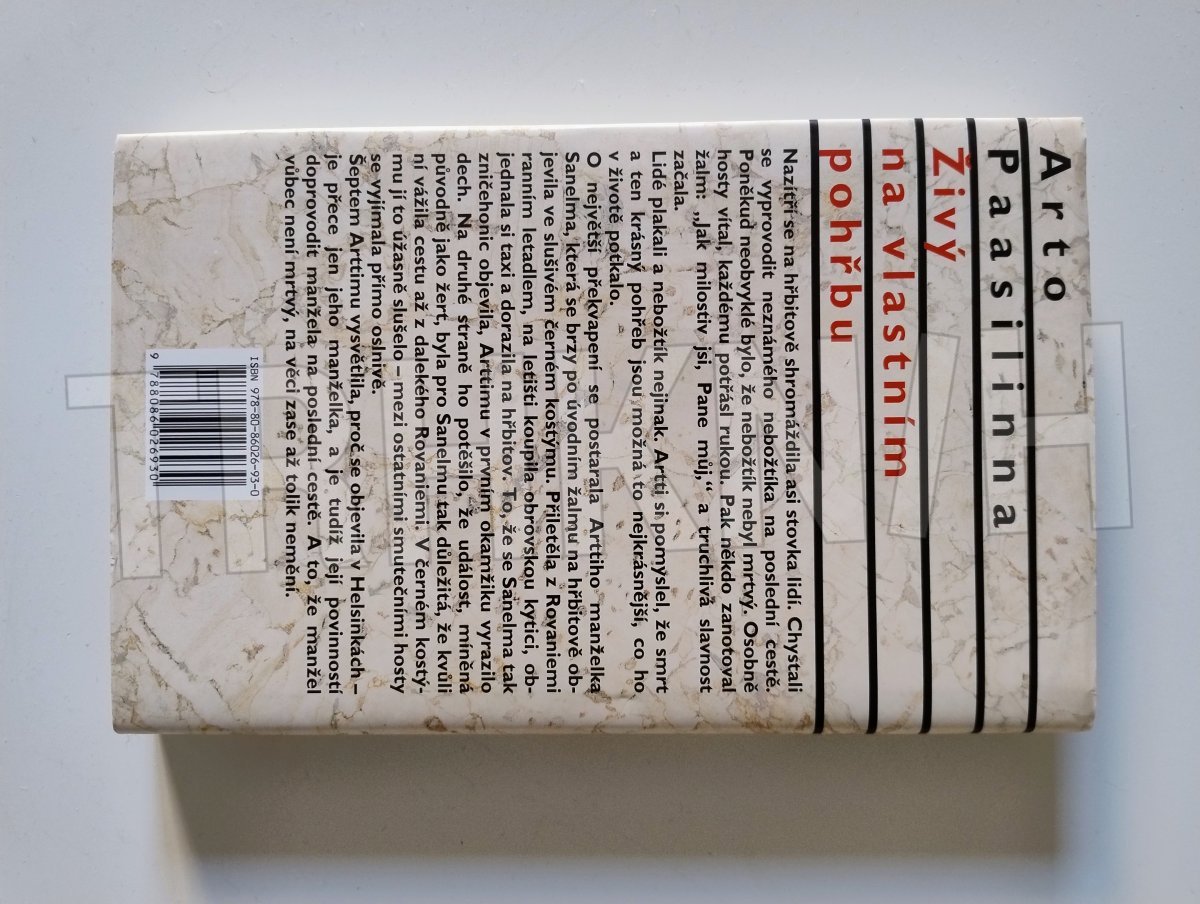 Arto
Paasilinna
Živý
na vlastním
pohřbu
Nazítří se na hřbitově shromáždila asi stovka lidí. Chystali
se vyprovodit neznámého nebožtíka na poslední cestě.
Poněkud neobvyklé bylo, že nebožtík nebyl mrtvý. Osobně
hosty vítal, každému potřásl rukou. Pak někdo zanotoval
žalm: „Jak milostiv jsi, Pane můj,“ a truchlivá slavnost
začala.
Lidé plakali a nebožtík nejinak. Artti si pomyslel, že smrt
a ten krásný pohřeb jsou možná to nejkrásnější, co ho
v životě potkalo.
O největší překvapení se postarala Arttiho manželka
Sanelma, která se brzy po úvodním žalmu na hřbitově ob-
jevila ve slušivém černém kostýmu. Přiletěla z Rovaniemi
ranním letadlem, na letišti koupila obrovskou kytici, ob-
jednala si taxi a dorazila na hřbitov. To, že se Sanelma tak
zničehonic objevila, Arttimu v prvním okamžiku vyrazilo
dech. Na druhé straně ho potěšilo, že událost, míněná
původně jako žert, byla pro Sanelmu tak důležitá, že kvůli
ní vážila cestu až z dalekého Rovaniemi. V černém kostý-
mu jí to úžasně slušelo – mezi ostatními smutečními hosty
se vyjímala přímo oslnivě.
Šeptem Arttimu vysvětlila, proč se objevila v Helsinkách –
je přece jen jeho manželka, a je tudíž její povinností
doprovodit manžela na poslední cestě. A to, že manžel
vůbec není mrtvý, na věci zase až tolik nemění.
ISBN 978-80-86026-93-0
9 788086 026930